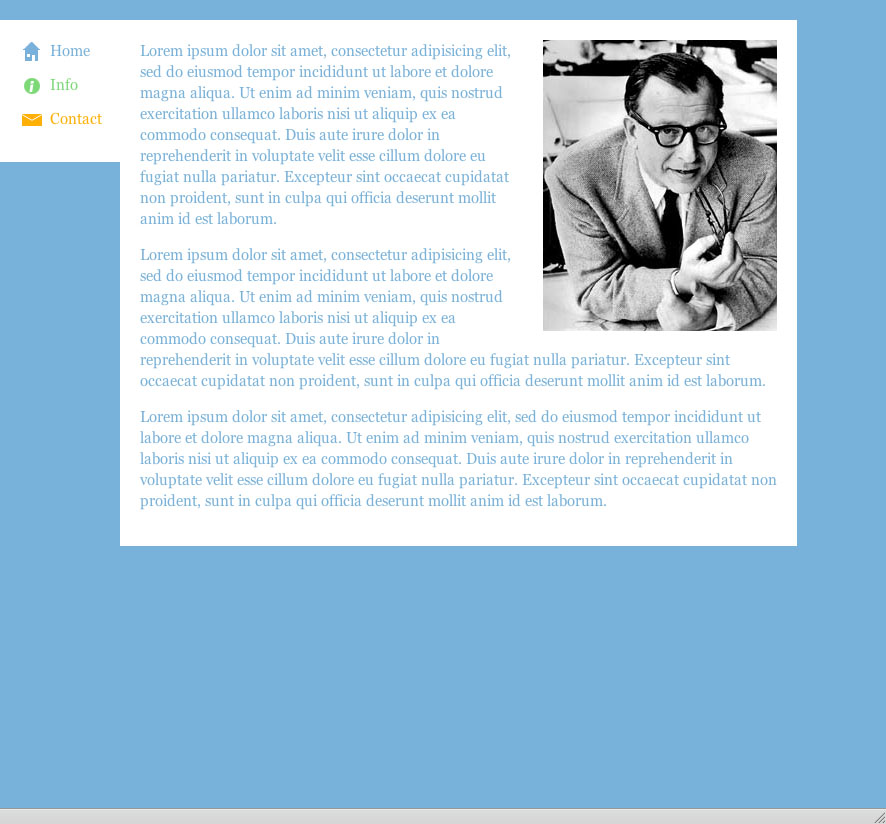 Home
Info
Contact
Lorem ipsum dolor sit amet, consectetur adipisicing elit,
sed do eiusmod tempor incididunt ut labore et dolore
magna aliqua. Ut enim ad minim veniam, quis nostrud
exercitation ullamco laboris nisi ut aliquip ex ea
commodo consequat. Duis aute irure dolor in
reprehenderit in voluptate velit esse cillum dolore eu
fugiat nulla pariatur. Excepteur sint occaecat cupidatat
non proident, sunt in culpa qui officia deserunt mollit
anim id est laborum.
Lorem ipsum dolor sit amet, consectetur adipisicing elit,
sed do eiusmod tempor incididunt ut labore et dolore
magna aliqua. Ut enim ad minim veniam, quis nostrud
exercitation ullamco laboris nisi ut aliquip ex ea
commodo consequat. Duis aute irure dolor in
reprehenderit in voluptate velit esse cillum dolore eu fugiat nulla pariatur. Excepteur sint
occaecat cupidatat non proident, sunt in culpa qui officia deserunt mollit anim id est laborum.
Lorem ipsum dolor sit amet, consectetur adipisicing elit, sed do eiusmod tempor incididunt ut
labore et dolore magna aliqua. Ut enim ad minim veniam, quis nostrud exercitation ullamco
laboris nisi ut aliquip ex ea commodo consequat. Duis aute irure dolor in reprehenderit in
voluptate velit esse cillum dolore eu fugiat nulla pariatur. Excepteur sint occaecat cupidatat non
proident, sunt in culpa qui officia deserunt mollit anim id est laborum.